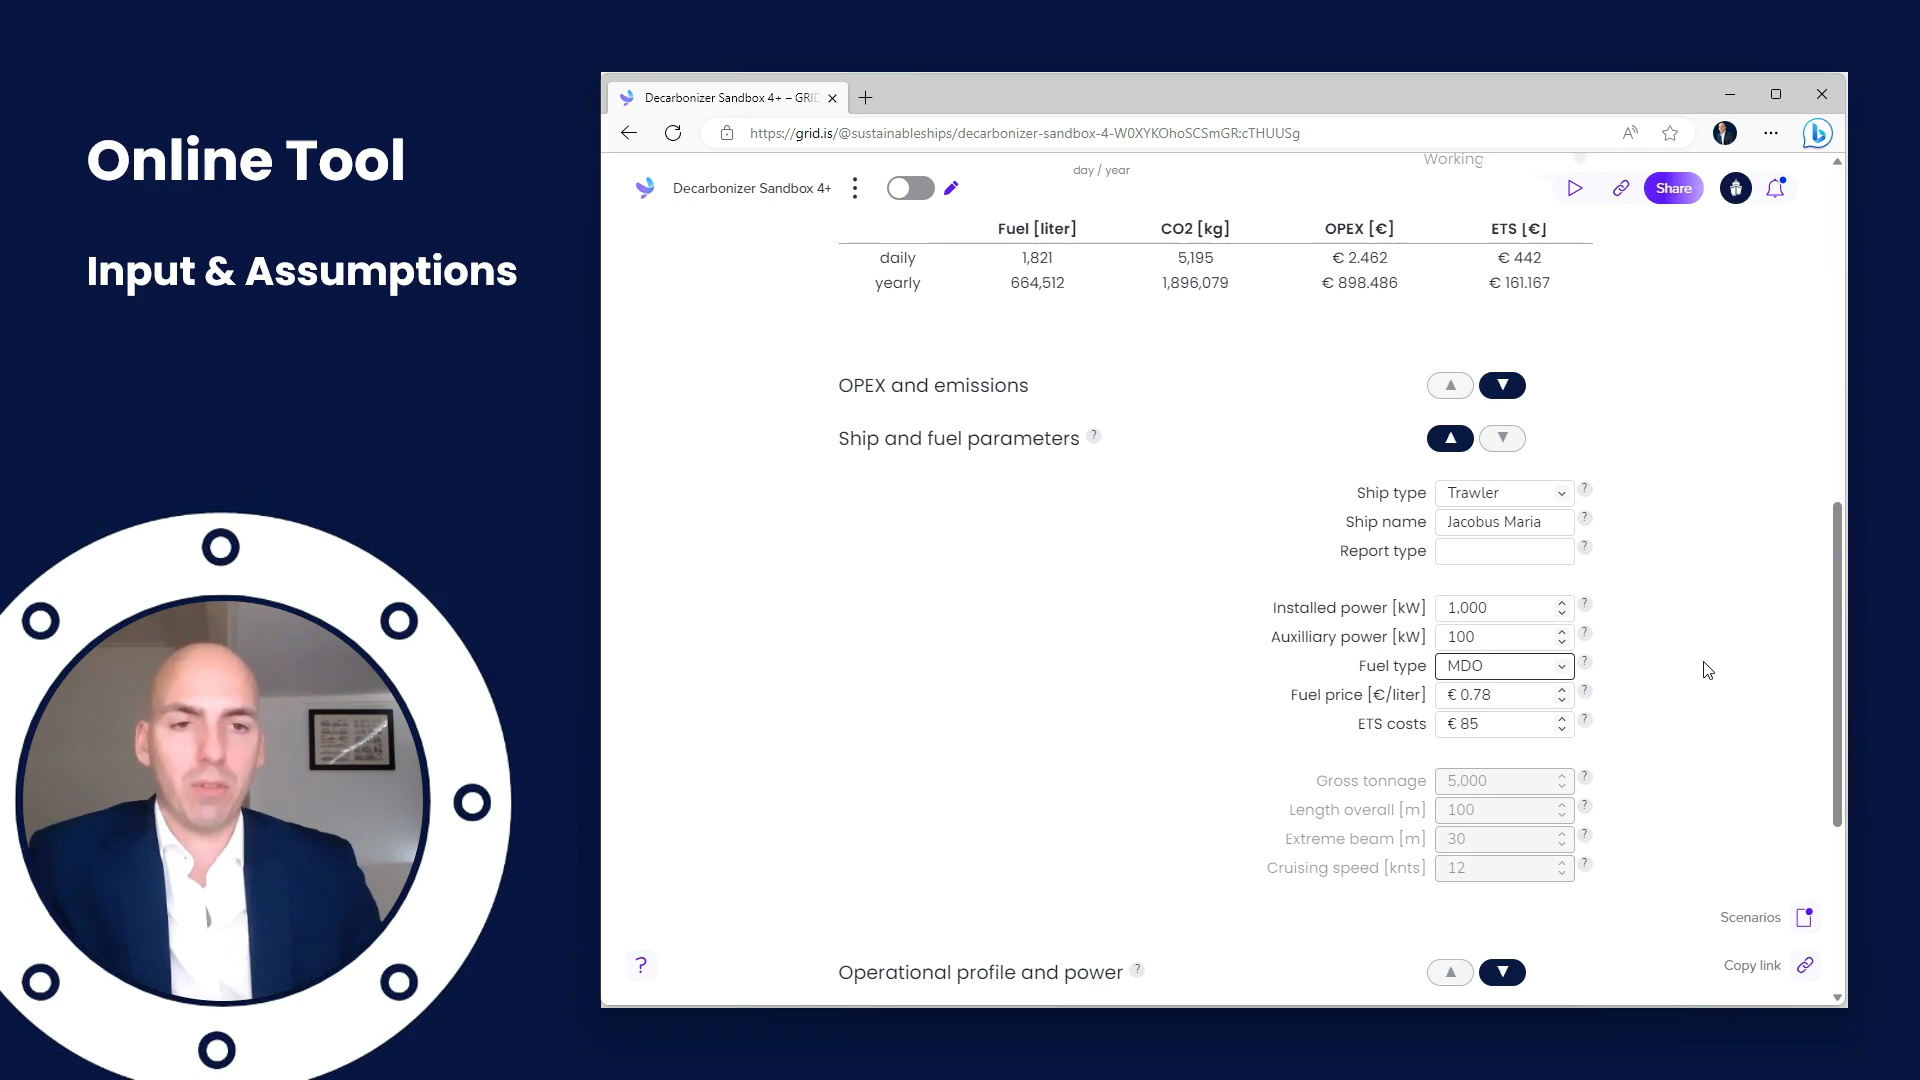 Online Tool
Input & Assumptions
Decarbonizer Sandbox 4+ – GRID
https://grid.is/@sustainableships/decarbonizer-sandbox-4-W0XYKOhoSCSmGR:cTHUUSg
day / year
Working
Decarbonizer Sandbox 4+
Share
Fuel [liter] CO2 [kg] OPEX [€] ETS [€]
daily 1,821 5,195 € 2.462 € 442
yearly 664,512 1,896,079 € 898.486 € 161.167
OPEX and emissions ▲ ▼
Ship and fuel parameters ? ▲ ▼
Ship type Trawler ?
Ship name Jacobus Maria ?
Report type ?
Installed power [kW] 1,000 ?
Auxilliary power [kW] 100 ?
Fuel type MDO ?
Fuel price [€/liter] € 0.78 ?
ETS costs € 85 ?
Gross tonnage 5,000 ?
Length overall [m] 100 ?
Extreme beam [m] 30 ?
Cruising speed [knts] 12 ?
Scenarios
?
Operational profile and power ? ▲ ▼
Copy link